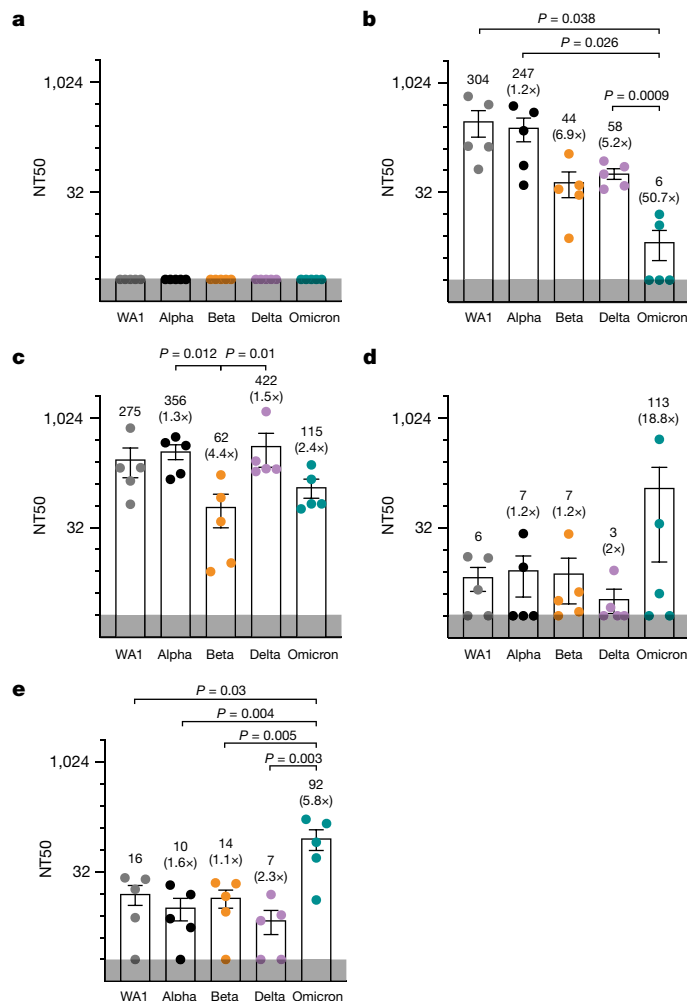 a
1,024
NT50
32
WA1 Alpha Beta Delta Omicron
b
P = 0.038
P = 0.026
P = 0.0009
1,024
NT50
32
304
247
(1.2×)
44
(6.9×)
58
(5.2×)
6
(50.7×)
WA1 Alpha Beta Delta Omicron
c
P = 0.012 P = 0.01
1,024
NT50
32
275
356
(1.3×)
62
(4.4×)
422
(1.5×)
115
(2.4×)
WA1 Alpha Beta Delta Omicron
d
1,024
NT50
32
6
7
(1.2×)
7
(1.2×)
3
(2×)
113
(18.8×)
WA1 Alpha Beta Delta Omicron
e
P = 0.03
P = 0.004
P = 0.005
P = 0.003
1,024
NT50
32
16
10
(1.6×)
14
(1.1×)
7
(2.3×)
92
(5.8×)
WA1 Alpha Beta Delta Omicron